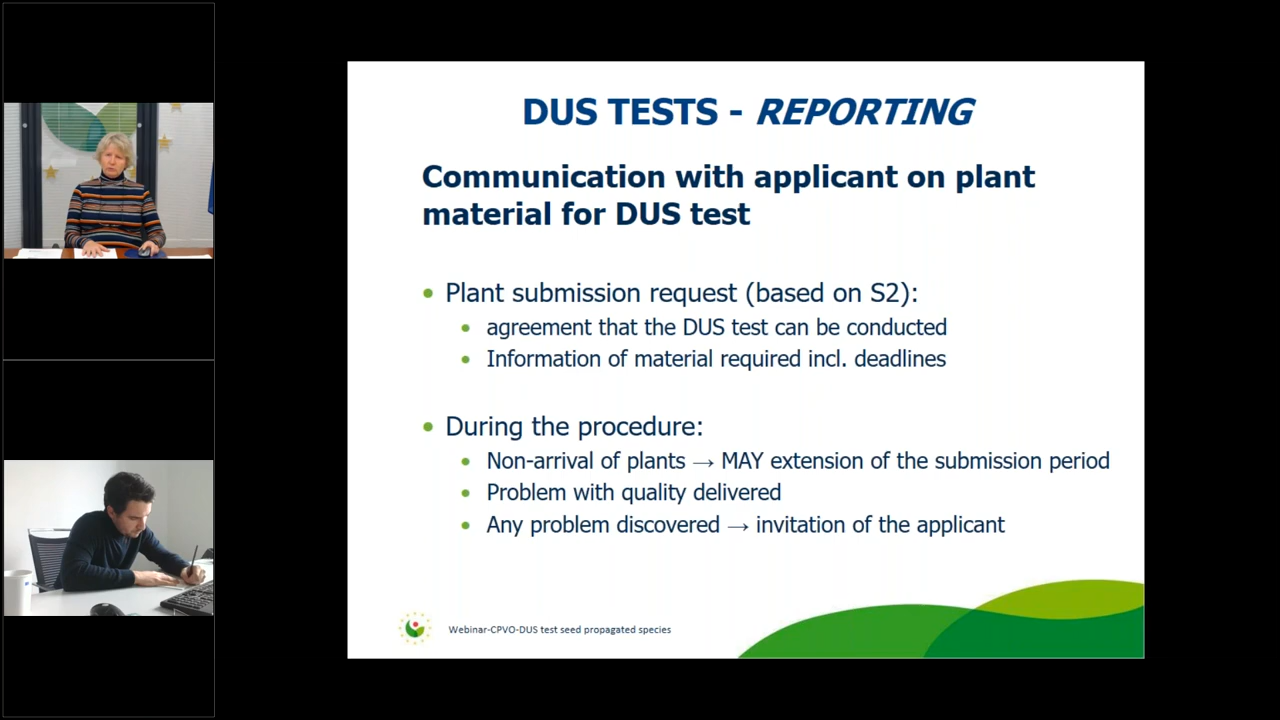 DUS TESTS - REPORTING
Communication with applicant on plant
material for DUS test
• Plant submission request (based on S2):
• agreement that the DUS test can be conducted
• Information of material required incl. deadlines
• During the procedure:
• Non-arrival of plants → MAY extension of the submission period
• Problem with quality delivered
• Any problem discovered → invitation of the applicant
Webinar-CPVO-DUS test seed propagated species